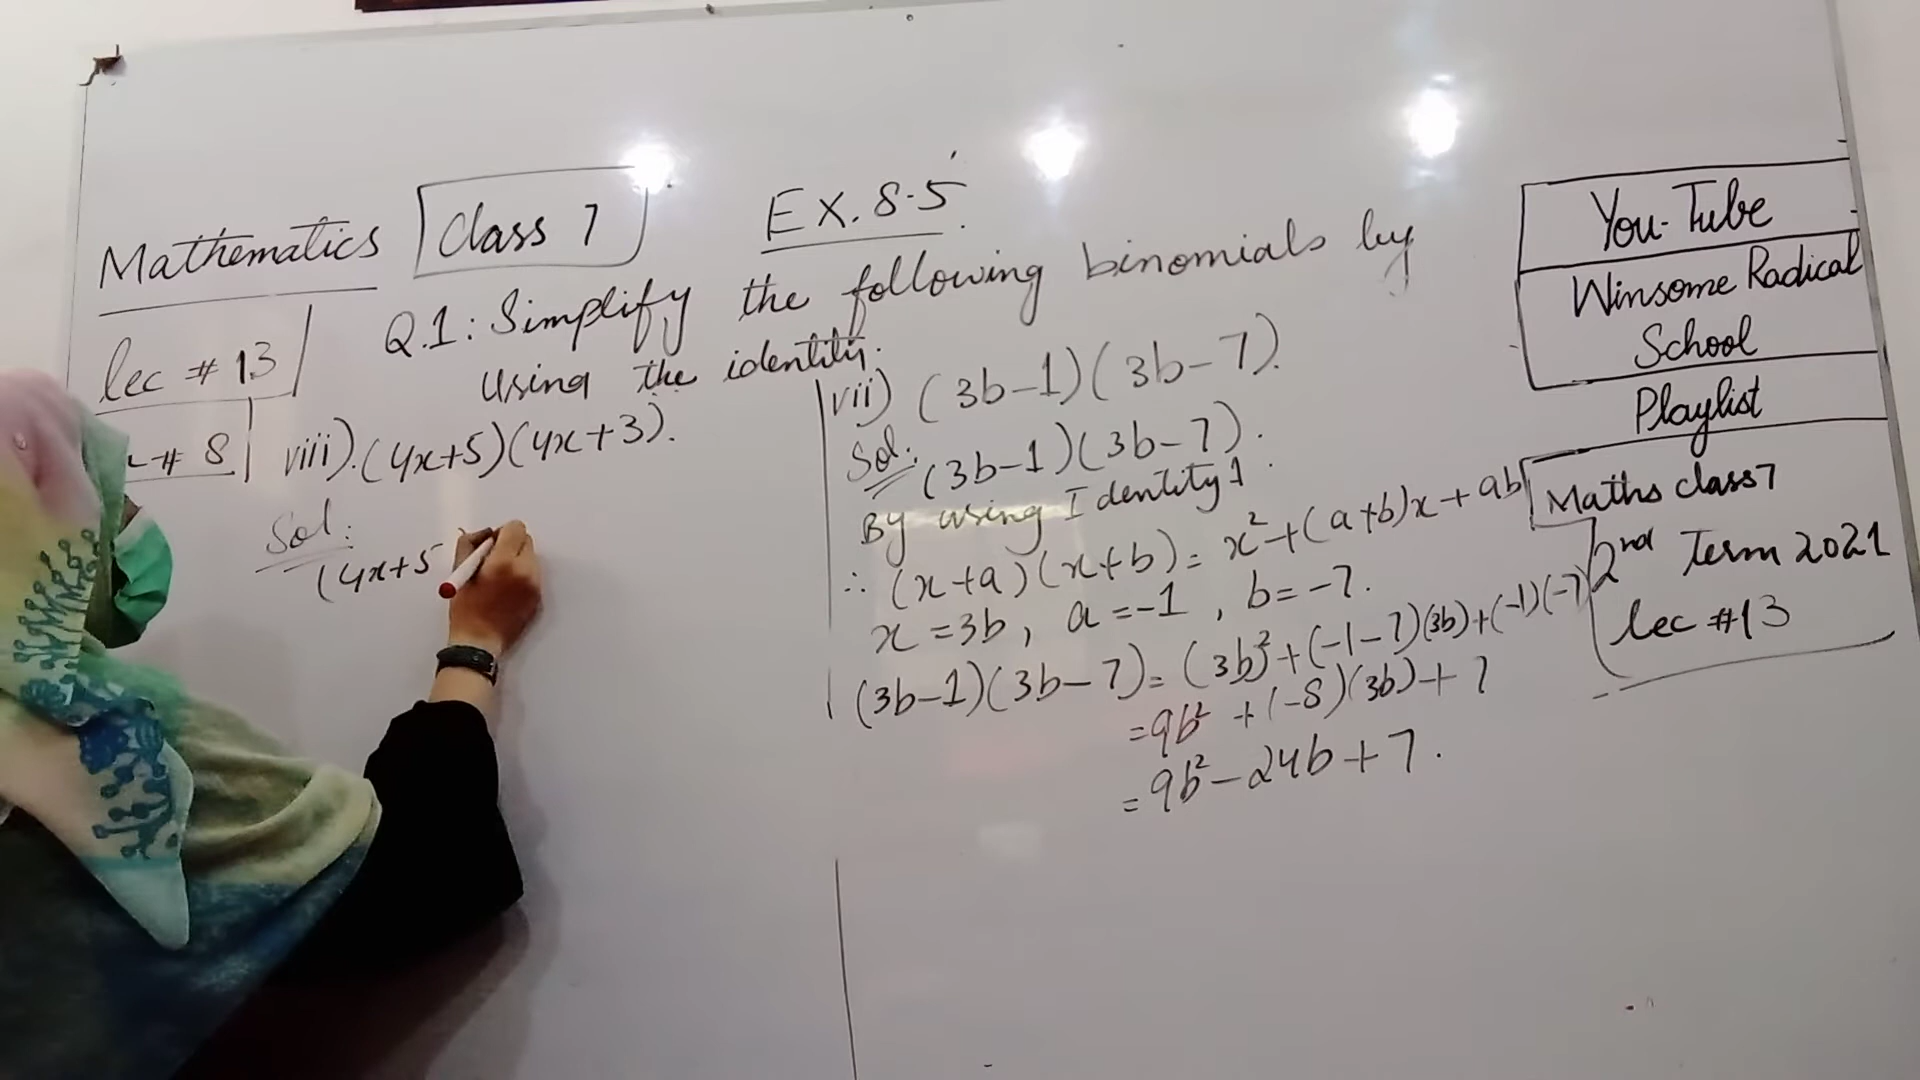 Mathematics
Class 7
EX. 8.5
lec # 13
# 8
Q.1: Simplify the following binomials by
using the identity.
viii). (4x+5)(4x+3).
Sol:
(4x+5
vii) (3b-1)(3b-7).
Sol:
(3b-1)(3b-7).
By using Identity 1.
∴ (x+a)(x+b) = x²+(a+b)x+ab
x=3b, a=-1, b=-7.
(3b-1)(3b-7)=(3b)²+(-1-7)(3b)+(-1)(-7)
=9b²+(-8)(3b)+7
=9b²-24b+7.
You-Tube
Winsome Radical
School
Playlist
Maths class 7
2nd Term 2021
lec #13